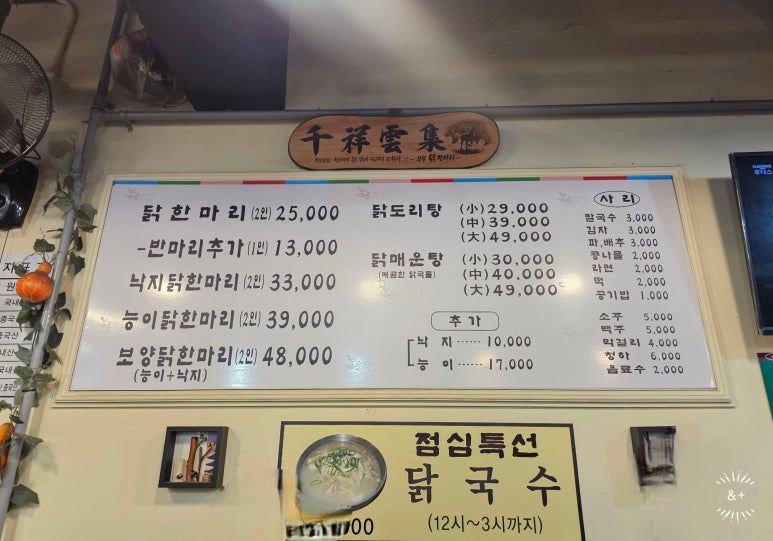 千祥雲集
닭한마리(2인) 25,000
-반마리추가(1인) 13,000
낙지닭한마리(2인) 33,000
능이닭한마리(2인) 39,000
보양닭한마리(2인) 48,000
(능이+낙지)
닭도리탕 (小) 29,000
(中) 39,000
(大) 49,000
닭매운탕 (小) 30,000
(매콤한 닭국물) (中) 40,000
(大) 49,000
추가
낙지 ······ 10,000
능이 ······ 17,000
사리
칼국수 3,000
감자 3,000
파,배추 3,000
콩나물 2,000
라면 2,000
떡 2,000
공기밥 1,000
소주 5,000
맥주 5,000
막걸리 4,000
청하 6,000
음료수 2,000
점심특선
닭국수
(12시~3시까지)
&+